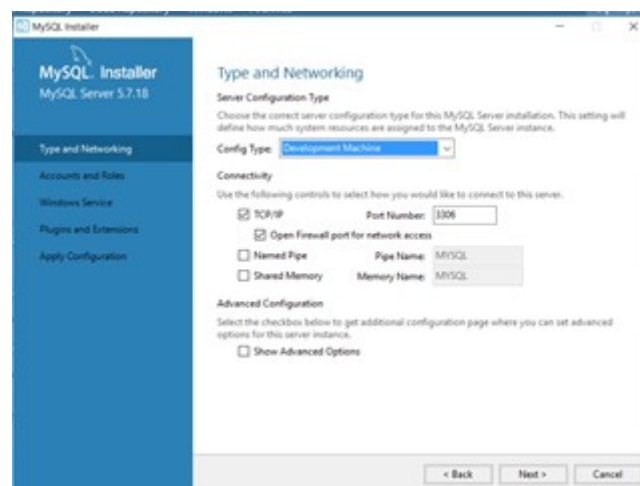 MySQL Installer
MySQL Installer
MySQL Server 5.7.18
Type and Networking
Accounts and Roles
Windows Service
Plugins and Extensions
Apply Configuration
Type and Networking
Server Configuration Type
Choose the correct server configuration type for this MySQL Server installation. This setting will
define how much system resources are assigned to the MySQL Server instance.
Config Type: Development Machine
Connectivity
Use the following controls to select how you would like to connect to this server.
TCP/IP Port Number: 3306
Open Firewall port for network access
Named Pipe Pipe Name: MYSQL
Shared Memory Memory Name: MYSQL
Advanced Configuration
Select the checkbox below to get additional configuration page where you can set advanced
options for this server instance.
Show Advanced Options
< Back Next > Cancel